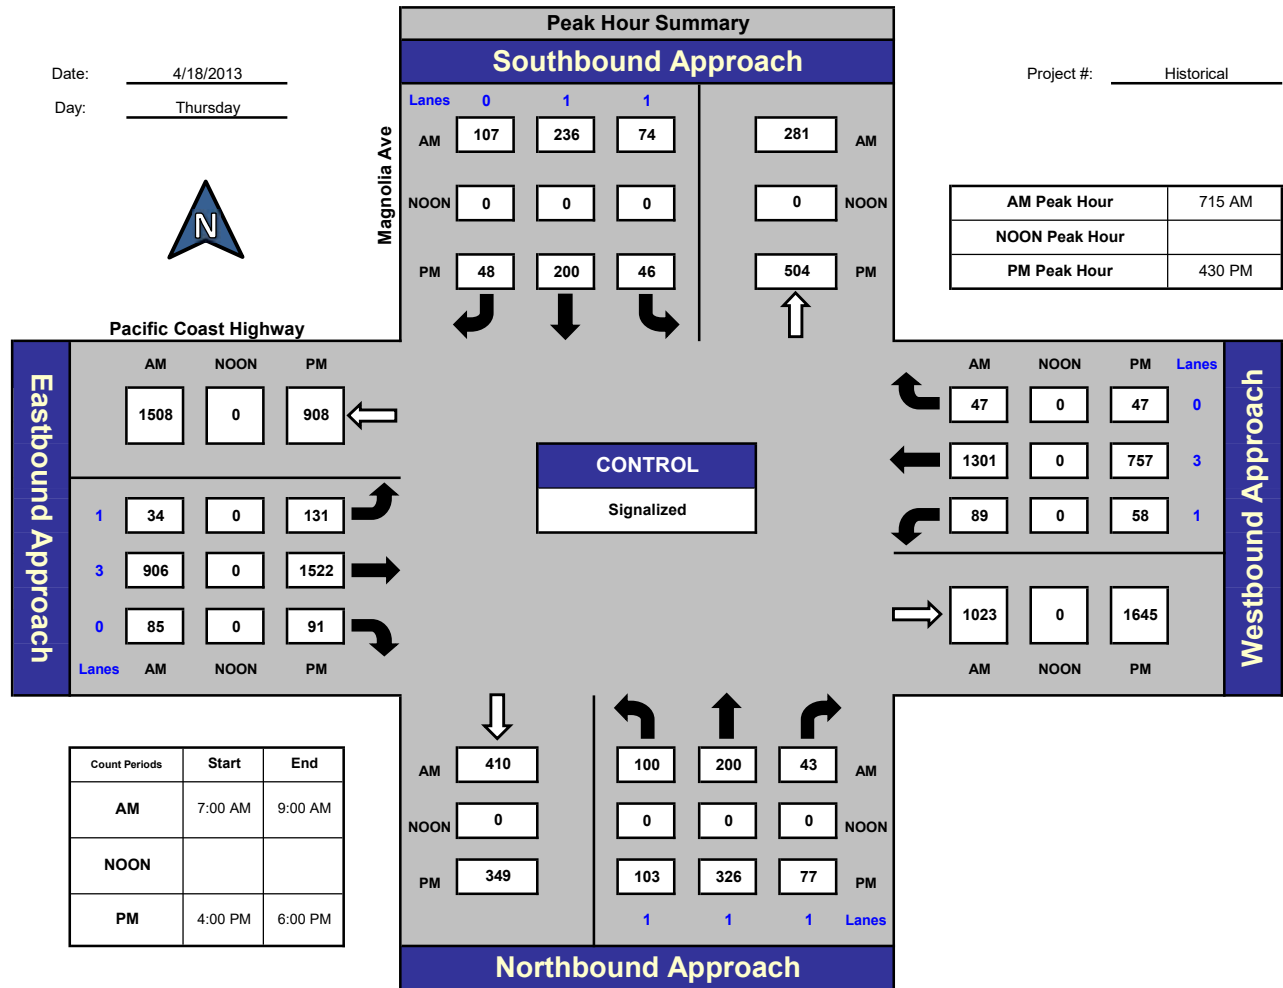 Peak Hour Summary
Southbound Approach
Date: 4/18/2013
Day: Thursday
Project #: Historical
N
Magnolia Ave
Lanes 0 1 1
AM 107 236 74 281 AM
NOON 0 0 0 0 NOON
PM 48 200 46 504 PM
AM Peak Hour 715 AM
NOON Peak Hour
PM Peak Hour 430 PM
Pacific Coast Highway
Eastbound Approach
AM NOON PM
1508 0 908
1 34 0 131
3 906 0 1522
0 85 0 91
Lanes AM NOON PM
CONTROL
Signalized
AM NOON PM Lanes
47 0 47 0
1301 0 757 3
89 0 58 1
1023 0 1645
AM NOON PM
Westbound Approach
Count Periods Start End
AM 7:00 AM 9:00 AM
NOON
PM 4:00 PM 6:00 PM
AM 410 100 200 43 AM
NOON 0 0 0 0 NOON
PM 349 103 326 77 PM
1 1 1 Lanes
Northbound Approach